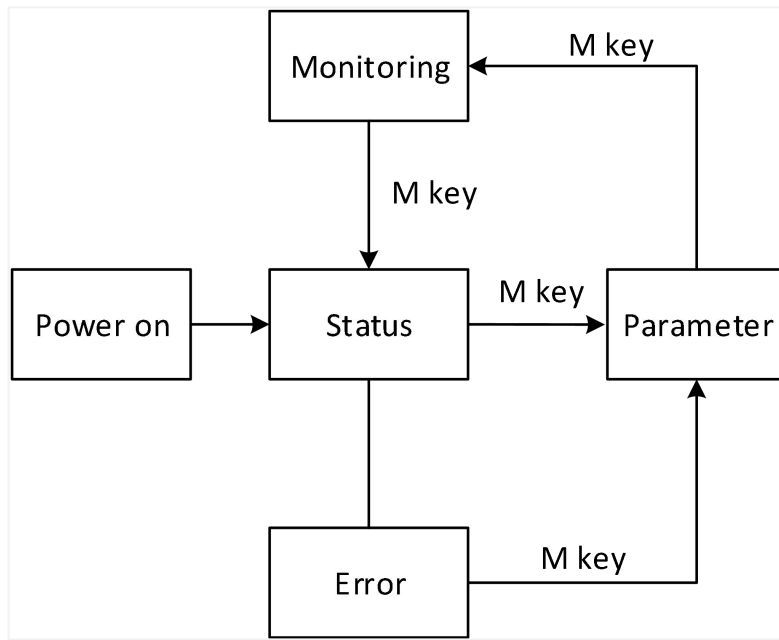 Monitoring
M key
M key
Power on
Status
M key
Parameter
Error
M key